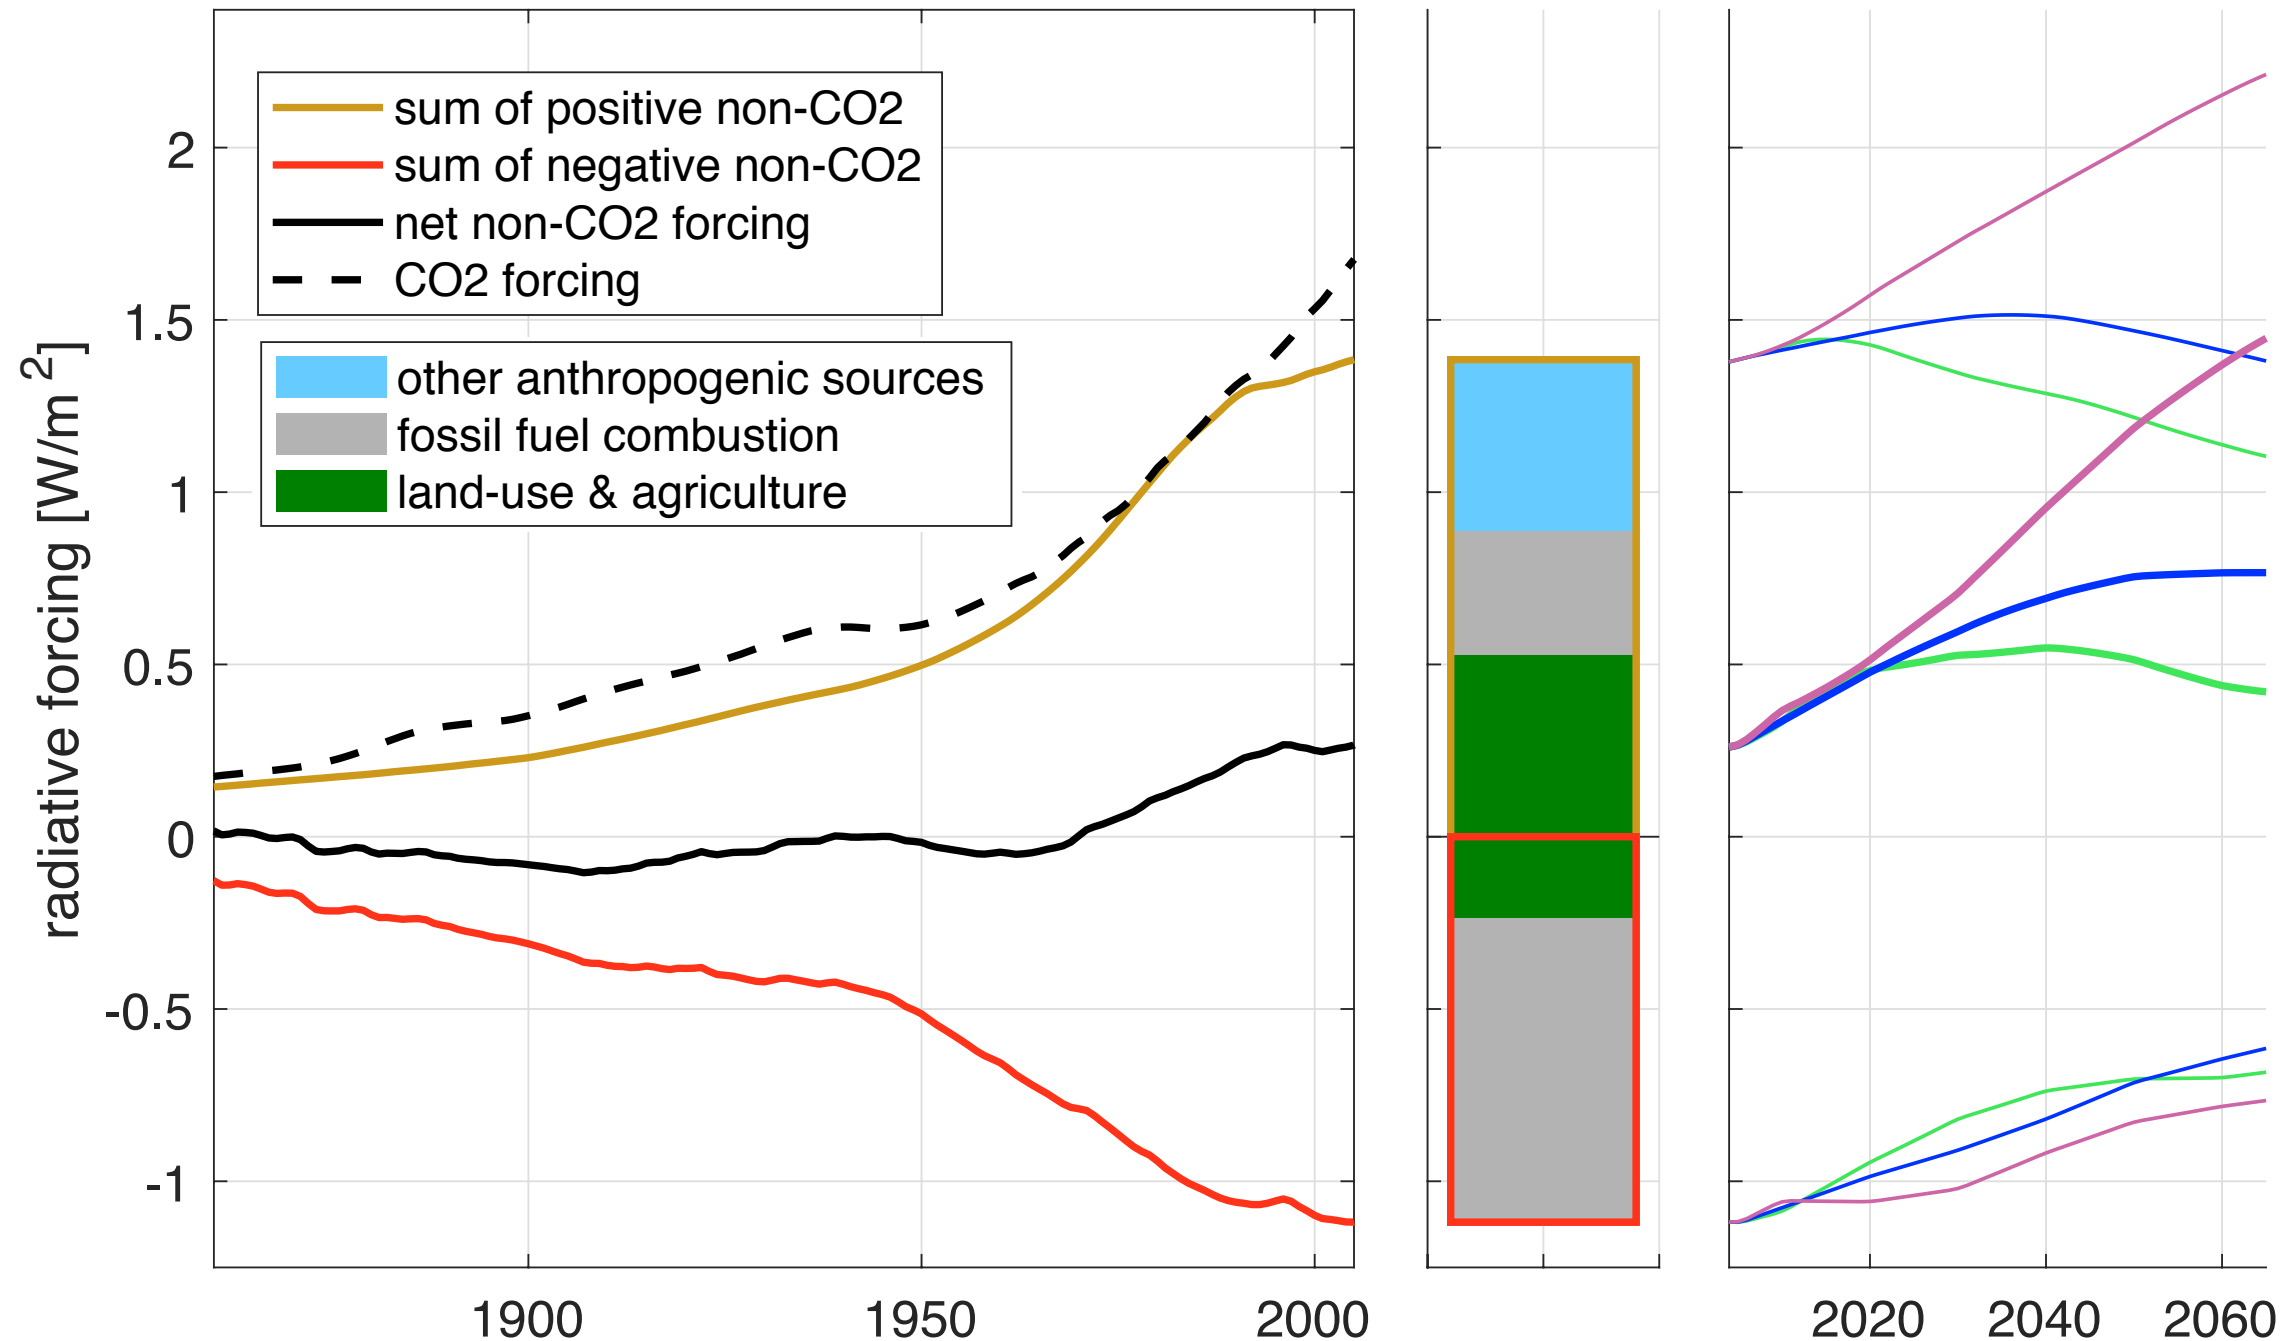 sum of positive non-CO2
sum of negative non-CO2
net non-CO2 forcing
CO2 forcing
other anthropogenic sources
fossil fuel combustion
land-use & agriculture
radiative forcing [W/m 2]
2
1.5
1
0.5
0
-0.5
-1
1900 1950 2000 2020 2040 2060